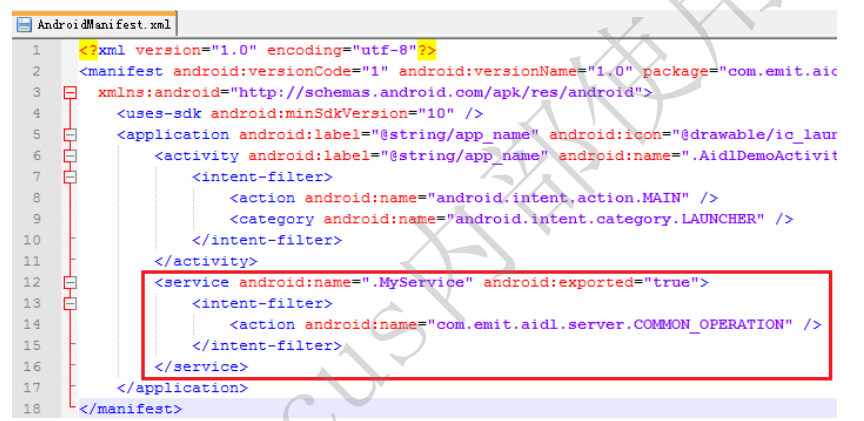 AndroidManifest.xml
1 <?xml version="1.0" encoding="utf-8"?>
2 <manifest android:versionCode="1" android:versionName="1.0" package="com.emit.aid
3 xmlns:android="http://schemas.android.com/apk/res/android">
4 <uses-sdk android:minSdkVersion="10" />
5 <application android:label="@string/app_name" android:icon="@drawable/ic_laun
6 <activity android:label="@string/app_name" android:name=".AidlDemoActivit
7 <intent-filter>
8 <action android:name="android.intent.action.MAIN" />
9 <category android:name="android.intent.category.LAUNCHER" />
10 </intent-filter>
11 </activity>
12 <service android:name=".MyService" android:exported="true">
13 <intent-filter>
14 <action android:name="com.emit.aidl.server.COMMON_OPERATION" />
15 </intent-filter>
16 </service>
17 </application>
18 </manifest>
cus内部使用